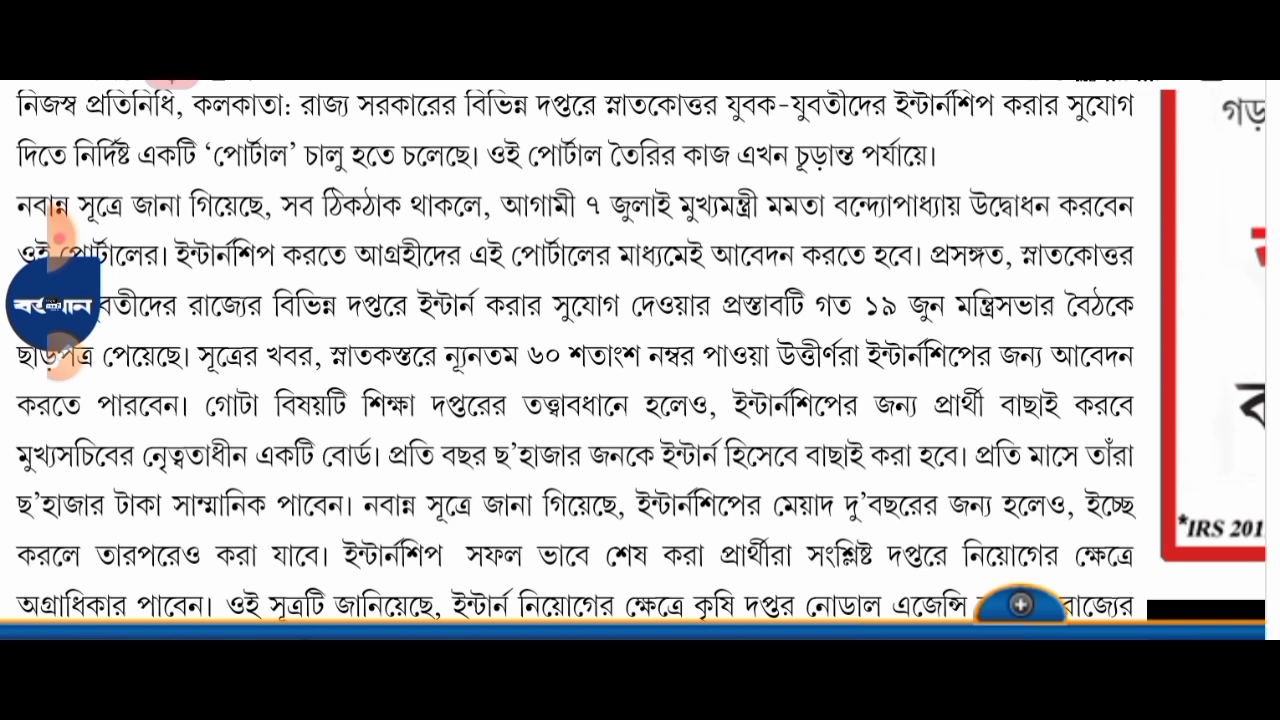 নিজস্ব প্রতিনিধি, কলকাতা: রাজ্য সরকারের বিভিন্ন দপ্তরে স্নাতকোত্তর যুবক-যুবতীদের ইন্টার্নশিপ করার সুযোগ
দিতে নির্দিষ্ট একটি ‘পোর্টাল’ চালু হতে চলেছে। ওই পোর্টাল তৈরির কাজ এখন চূড়ান্ত পর্যায়ে।
নবান্ন সূত্রে জানা গিয়েছে, সব ঠিকঠাক থাকলে, আগামী ৭ জুলাই মুখ্যমন্ত্রী মমতা বন্দ্যোপাধ্যায় উদ্বোধন করবেন
ওই পোর্টালের। ইন্টার্নশিপ করতে আগ্রহীদের এই পোর্টালের মাধ্যমেই আবেদন করতে হবে। প্রসঙ্গত, স্নাতকোত্তর
বতীদের রাজ্যের বিভিন্ন দপ্তরে ইন্টার্ন করার সুযোগ দেওয়ার প্রস্তাবটি গত ১৯ জুন মন্ত্রিসভার বৈঠকে
ছাড়পত্র পেয়েছে। সূত্রের খবর, স্নাতকস্তরে ন্যূনতম ৬০ শতাংশ নম্বর পাওয়া উত্তীর্ণরা ইন্টার্নশিপের জন্য আবেদন
করতে পারবেন। গোটা বিষয়টি শিক্ষা দপ্তরের তত্ত্বাবধানে হলেও, ইন্টার্নশিপের জন্য প্রার্থী বাছাই করবে
মুখ্যসচিবের নেৃত্বতাধীন একটি বোর্ড। প্রতি বছর ছ’হাজার জনকে ইন্টার্ন হিসেবে বাছাই করা হবে। প্রতি মাসে তাঁরা
ছ’হাজার টাকা সাম্মানিক পাবেন। নবান্ন সূত্রে জানা গিয়েছে, ইন্টার্নশিপের মেয়াদ দু’বছরের জন্য হলেও, ইচ্ছে
করলে তারপরেও করা যাবে। ইন্টার্নশিপ সফল ভাবে শেষ করা প্রার্থীরা সংশ্লিষ্ট দপ্তরে নিয়োগের ক্ষেত্রে
অগ্রাধিকার পাবেন। ওই সূত্রটি জানিয়েছে, ইন্টার্ন নিয়োগের ক্ষেত্রে কৃষি দপ্তর নোডাল এজেন্সি রাজ্যের
গড়
*IRS 201